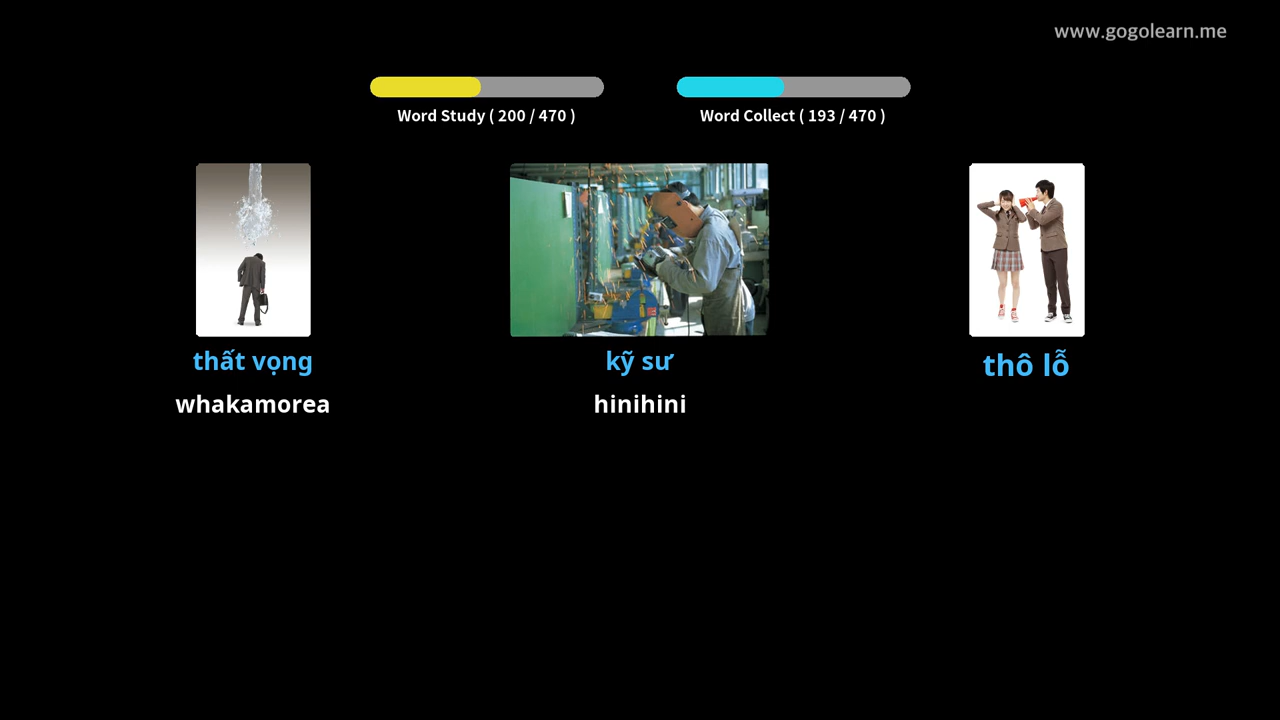 www.gogolearn.me
Word Study ( 200 / 470 )
Word Collect ( 193 / 470 )
thất vọng
kỹ sư
thô lỗ
whakamorea
hinihini